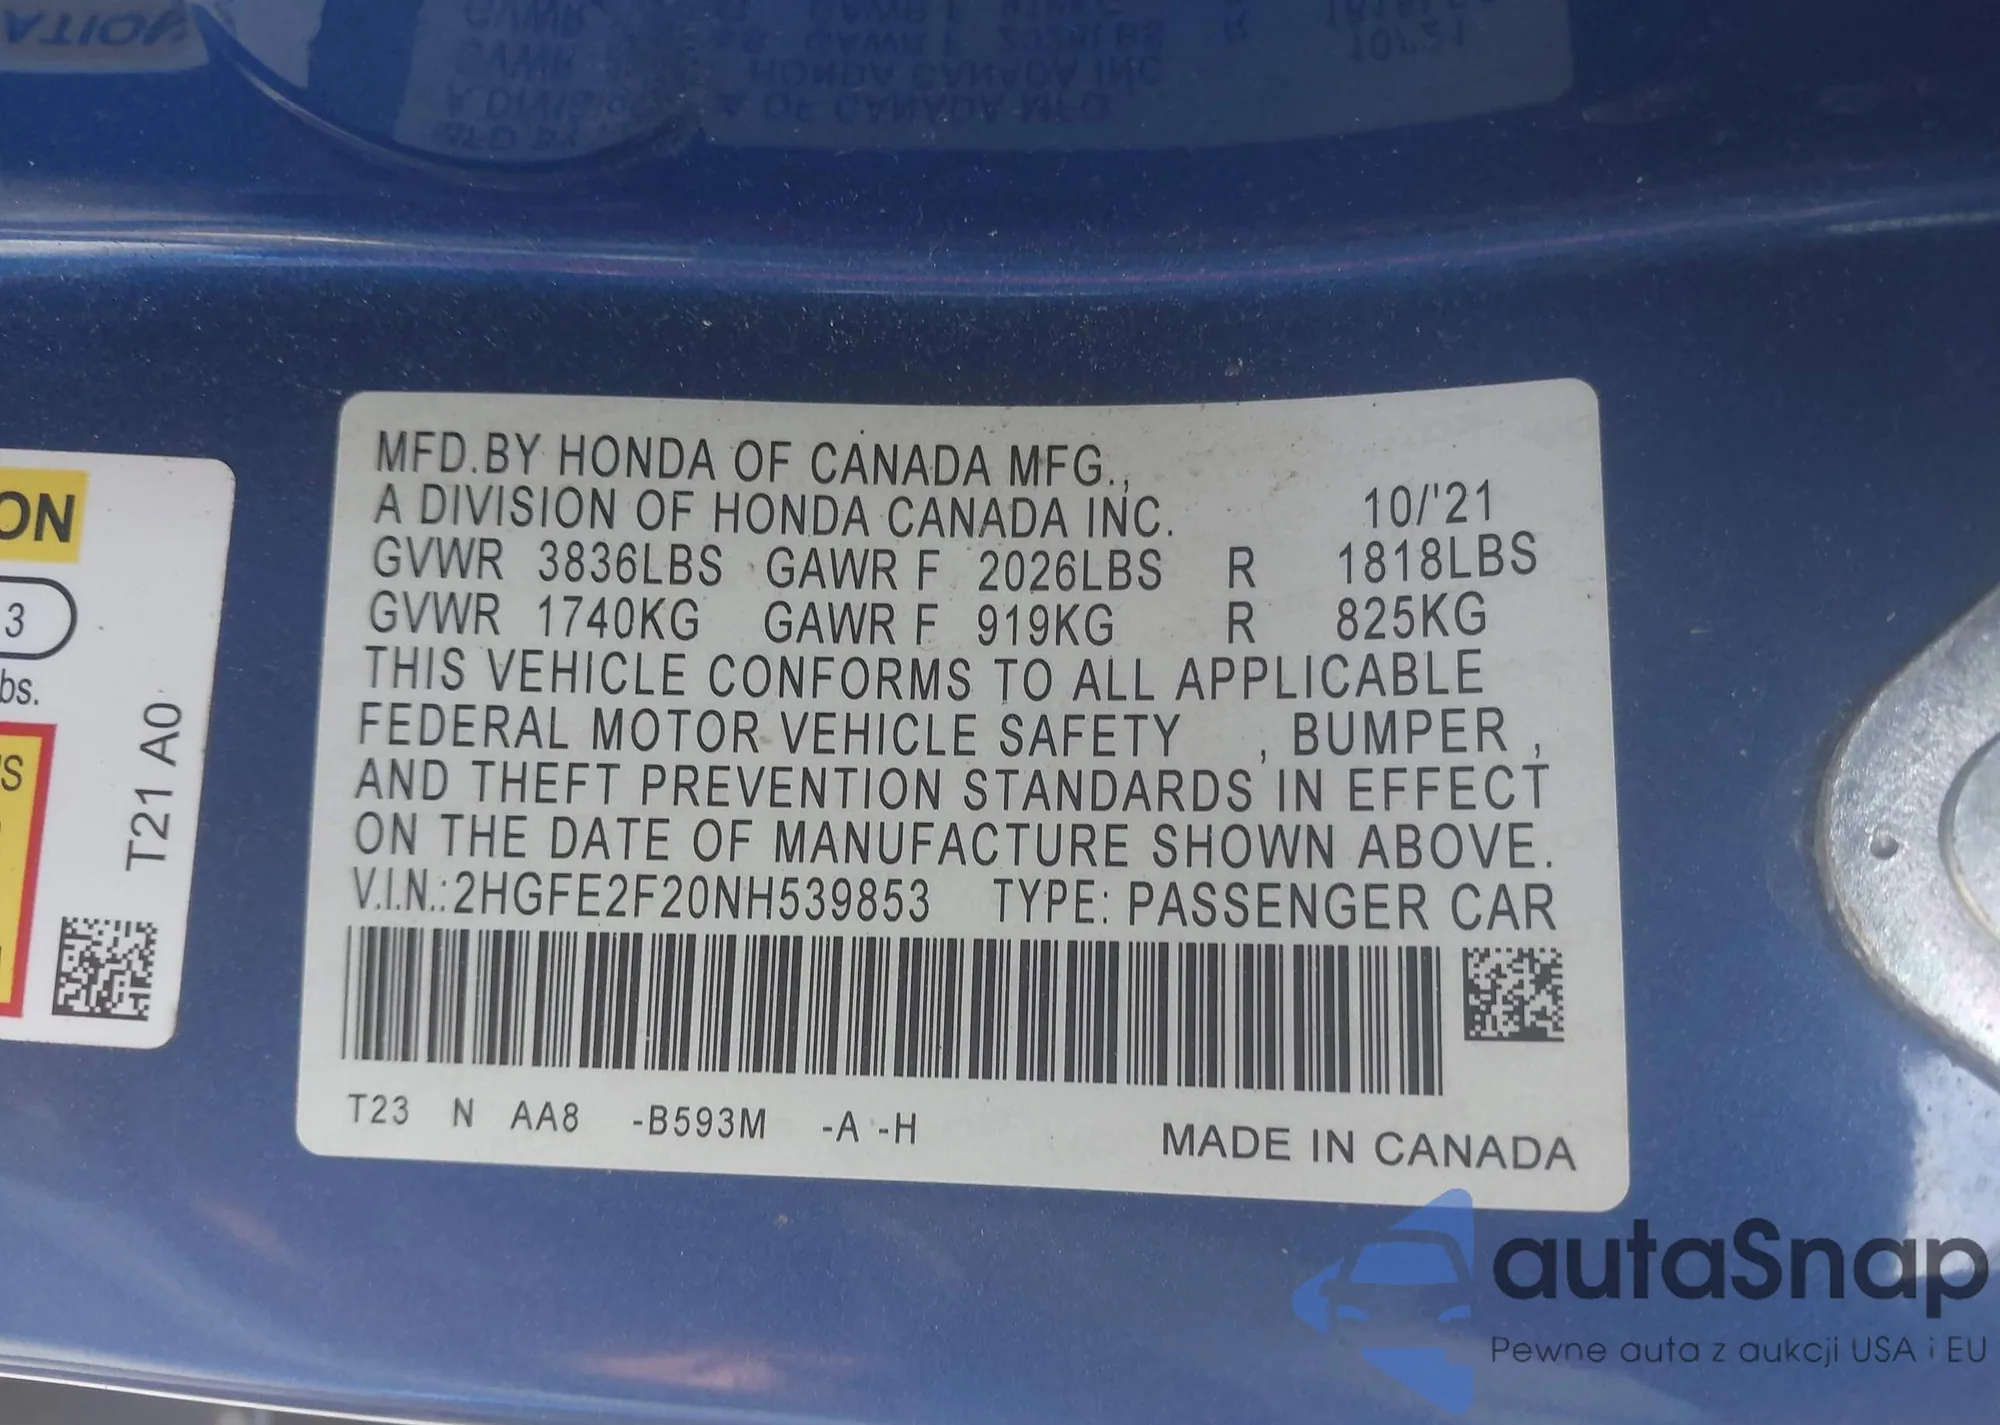 MFD.BY HONDA OF CANADA MFG.,
A DIVISION OF HONDA CANADA INC. 10/'21
GVWR 3836LBS GAWR F 2026LBS R 1818LBS
GVWR 1740KG GAWR F 919KG R 825KG
THIS VEHICLE CONFORMS TO ALL APPLICABLE
FEDERAL MOTOR VEHICLE SAFETY , BUMPER ,
AND THEFT PREVENTION STANDARDS IN EFFECT
ON THE DATE OF MANUFACTURE SHOWN ABOVE.
V.I.N.:2HGFE2F20NH539853 TYPE: PASSENGER CAR
T23 N AA8 -B593M -A -H
MADE IN CANADA
ON
3
bs.
T21 A0
autaSnap
Pewne auta z aukcji USA i EU